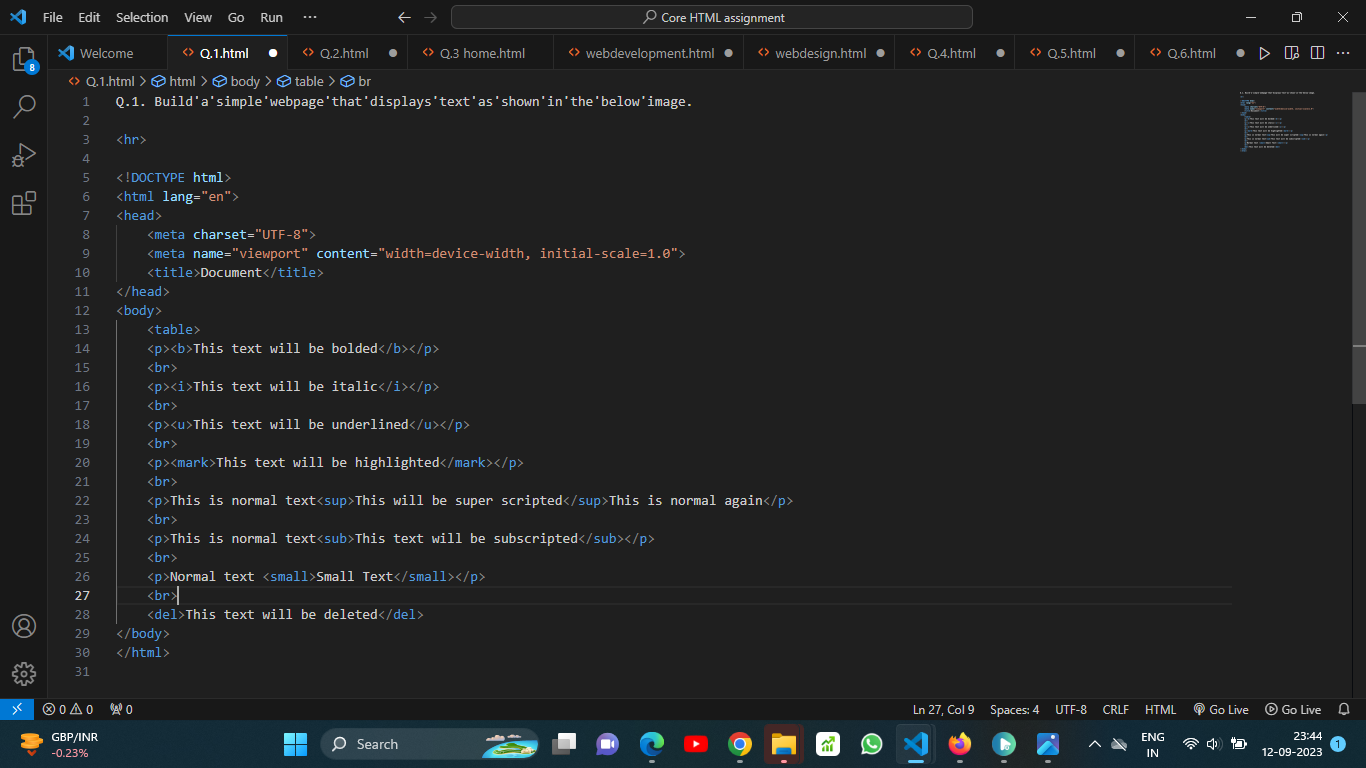 File Edit Selection View Go Run ··· Core HTML assignment
8
Welcome Q.1.html Q.2.html Q.3 home.html webdevelopment.html webdesign.html Q.4.html Q.5.html Q.6.html
Q.1.html > html > body > table > br
1 Q.1. Build'a'simple'webpage'that'displays'text'as'shown'in'the'below'image.
2
3 <hr>
4
5 <!DOCTYPE html>
6 <html lang="en">
7 <head>
8 <meta charset="UTF-8">
9 <meta name="viewport" content="width=device-width, initial-scale=1.0">
10 <title>Document</title>
11 </head>
12 <body>
13 <table>
14 <p><b>This text will be bolded</b></p>
15 <br>
16 <p><i>This text will be italic</i></p>
17 <br>
18 <p><u>This text will be underlined</u></p>
19 <br>
20 <p><mark>This text will be highlighted</mark></p>
21 <br>
22 <p>This is normal text<sup>This will be super scripted</sup>This is normal again</p>
23 <br>
24 <p>This is normal text<sub>This text will be subscripted</sub></p>
25 <br>
26 <p>Normal text <small>Small Text</small></p>
27 <br>
28 <del>This text will be deleted</del>
29 </body>
30 </html>
31
0 0 0 Ln 27, Col 9 Spaces: 4 UTF-8 CRLF HTML Go Live Go Live
GBP/INR
-0.23%
Search
ENG
IN
23:44
12-09-2023
1